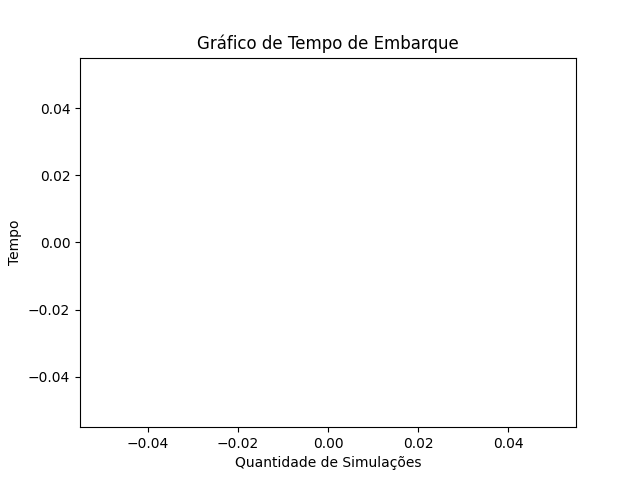 Gráfico de Tempo de Embarque
0.04
0.02
0.00
−0.02
−0.04
Tempo
−0.04 −0.02 0.00 0.02 0.04
Quantidade de Simulações